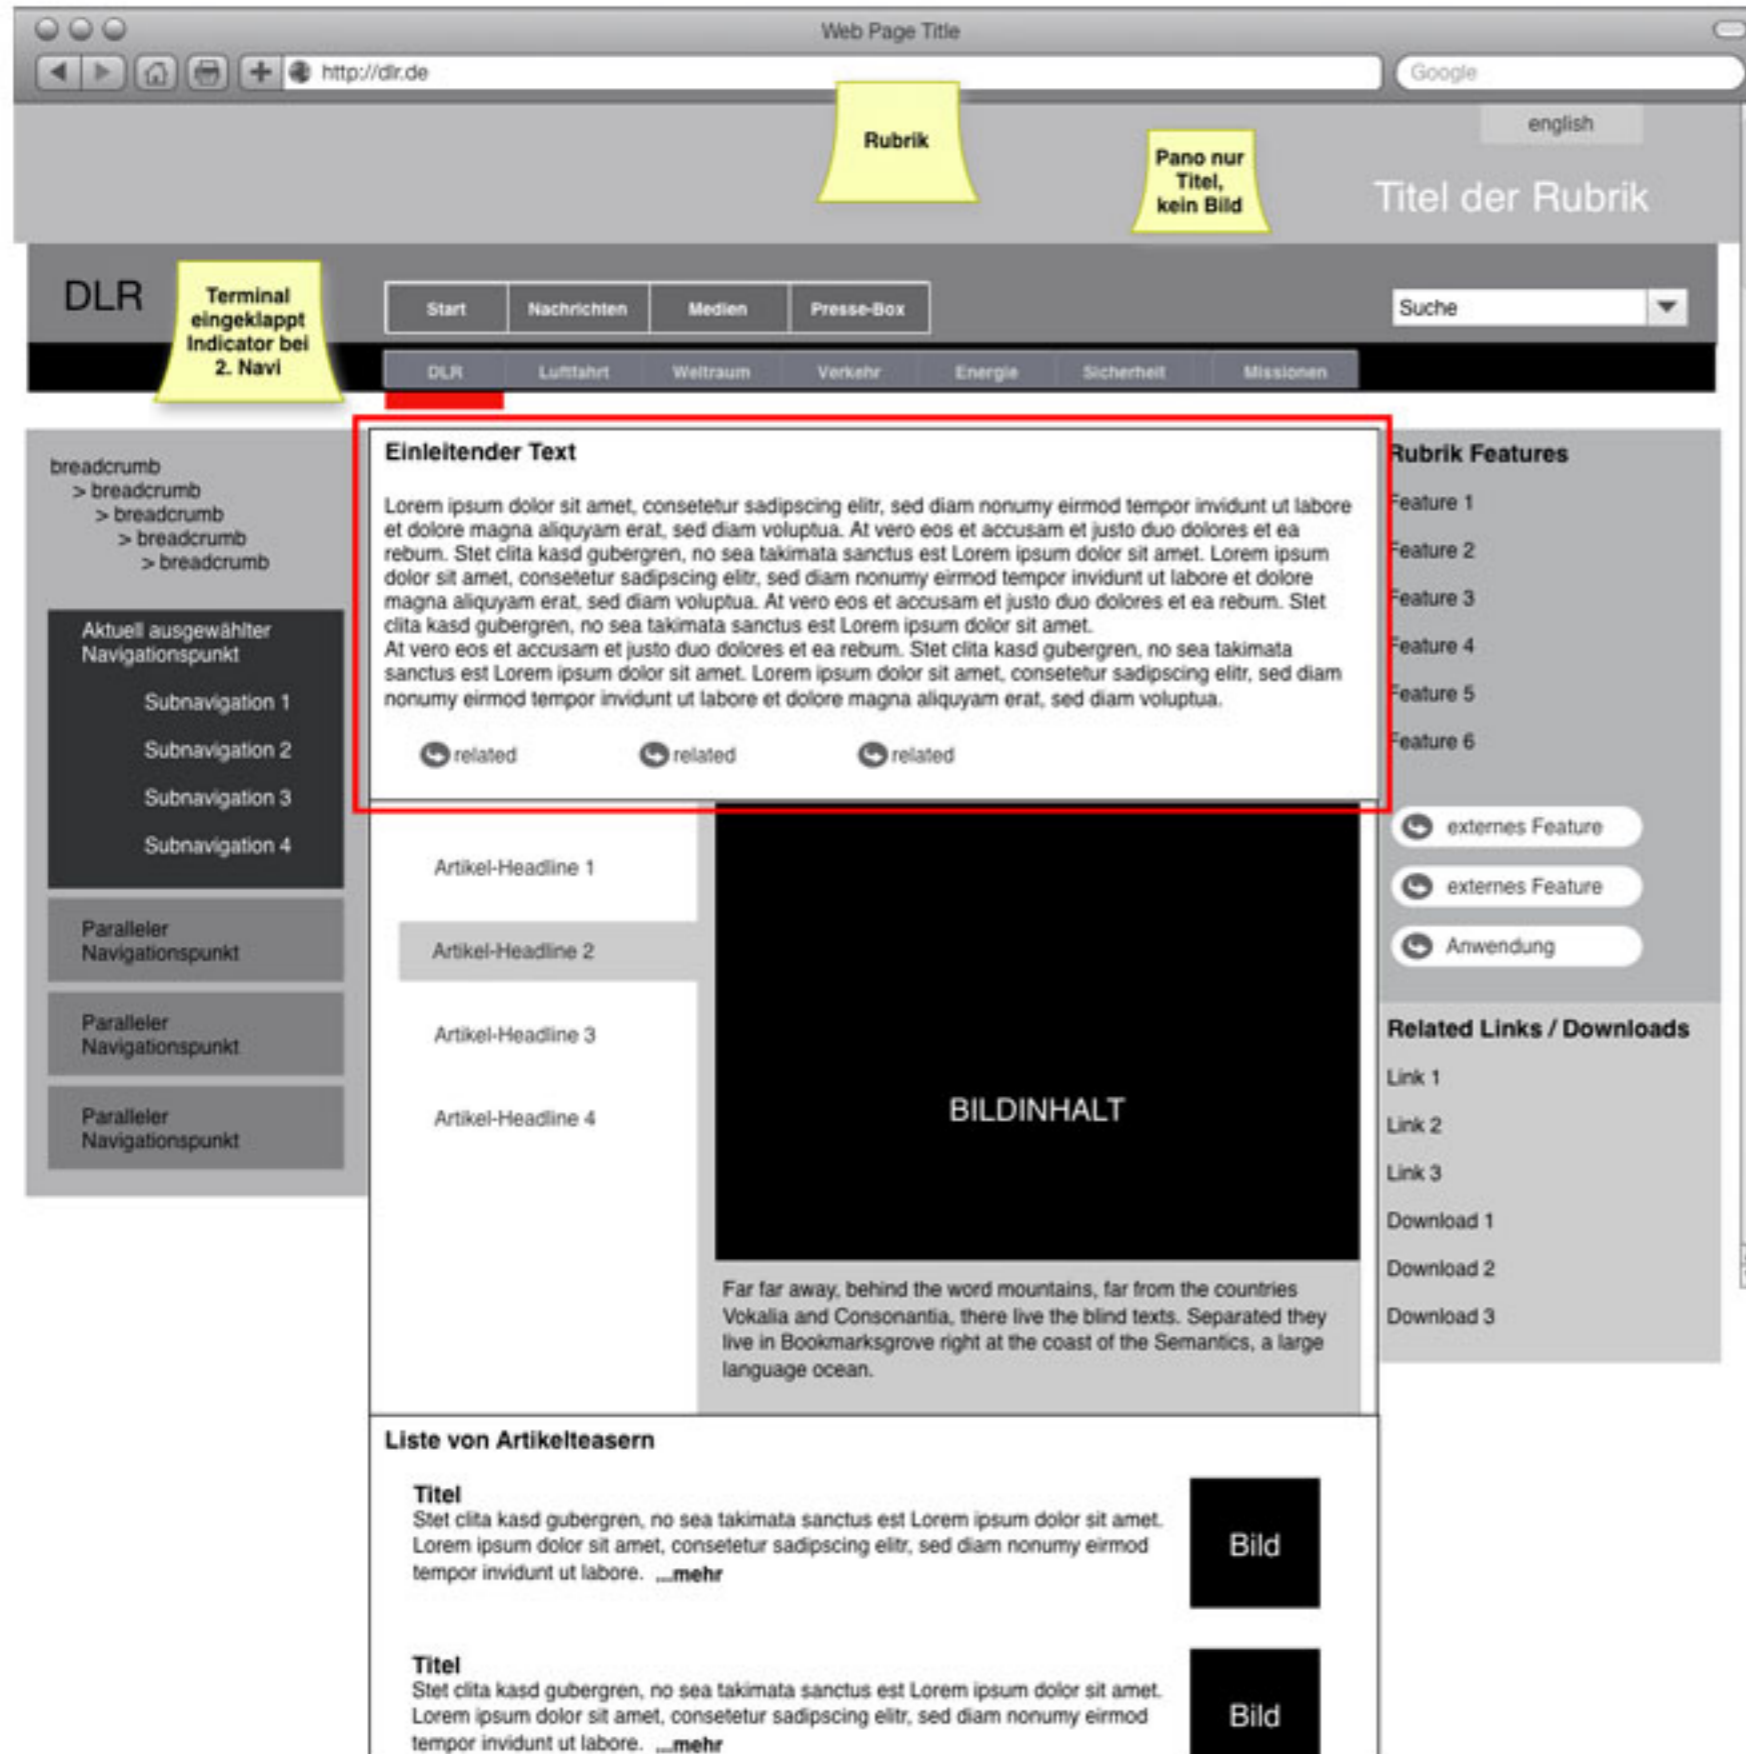 Web Page Title
http://dlr.de
Google
Rubrik
english
Pano nur
Titel,
kein Bild
Titel der Rubrik
DLR
Terminal
eingeklappt
Indicator bei
2. Navi
Start
Nachrichten
Medien
Presse-Box
Suche
DLR
Luftfahrt
Weltraum
Verkehr
Energie
Sicherheit
Missionen
breadcrumb
> breadcrumb
> breadcrumb
> breadcrumb
> breadcrumb
Aktuell ausgewählter
Navigationspunkt
Subnavigation 1
Subnavigation 2
Subnavigation 3
Subnavigation 4
Paralleler
Navigationspunkt
Paralleler
Navigationspunkt
Paralleler
Navigationspunkt
Einleitender Text
Lorem ipsum dolor sit amet, consetetur sadipscing elitr, sed diam nonumy eirmod tempor invidunt ut labore
et dolore magna aliquyam erat, sed diam voluptua. At vero eos et accusam et justo duo dolores et ea
rebum. Stet clita kasd gubergren, no sea takimata sanctus est Lorem ipsum dolor sit amet. Lorem ipsum
dolor sit amet, consetetur sadipscing elitr, sed diam nonumy eirmod tempor invidunt ut labore et dolore
magna aliquyam erat, sed diam voluptua. At vero eos et accusam et justo duo dolores et ea rebum. Stet
clita kasd gubergren, no sea takimata sanctus est Lorem ipsum dolor sit amet.
At vero eos et accusam et justo duo dolores et ea rebum. Stet clita kasd gubergren, no sea takimata
sanctus est Lorem ipsum dolor sit amet. Lorem ipsum dolor sit amet, consetetur sadipscing elitr, sed diam
nonumy eirmod tempor invidunt ut labore et dolore magna aliquyam erat, sed diam voluptua.
related
related
related
Artikel-Headline 1
Artikel-Headline 2
Artikel-Headline 3
Artikel-Headline 4
BILDINHALT
Far far away, behind the word mountains, far from the countries
Vokalia and Consonantia, there live the blind texts. Separated they
live in Bookmarksgrove right at the coast of the Semantics, a large
language ocean.
Liste von Artikelteasern
Titel
Stet clita kasd gubergren, no sea takimata sanctus est Lorem ipsum dolor sit amet.
Lorem ipsum dolor sit amet, consetetur sadipscing elitr, sed diam nonumy eirmod
tempor invidunt ut labore. ...mehr
Bild
Titel
Stet clita kasd gubergren, no sea takimata sanctus est Lorem ipsum dolor sit amet.
Lorem ipsum dolor sit amet, consetetur sadipscing elitr, sed diam nonumy eirmod
tempor invidunt ut labore. ...mehr
Bild
Rubrik Features
Feature 1
Feature 2
Feature 3
Feature 4
Feature 5
Feature 6
externes Feature
externes Feature
Anwendung
Related Links / Downloads
Link 1
Link 2
Link 3
Download 1
Download 2
Download 3